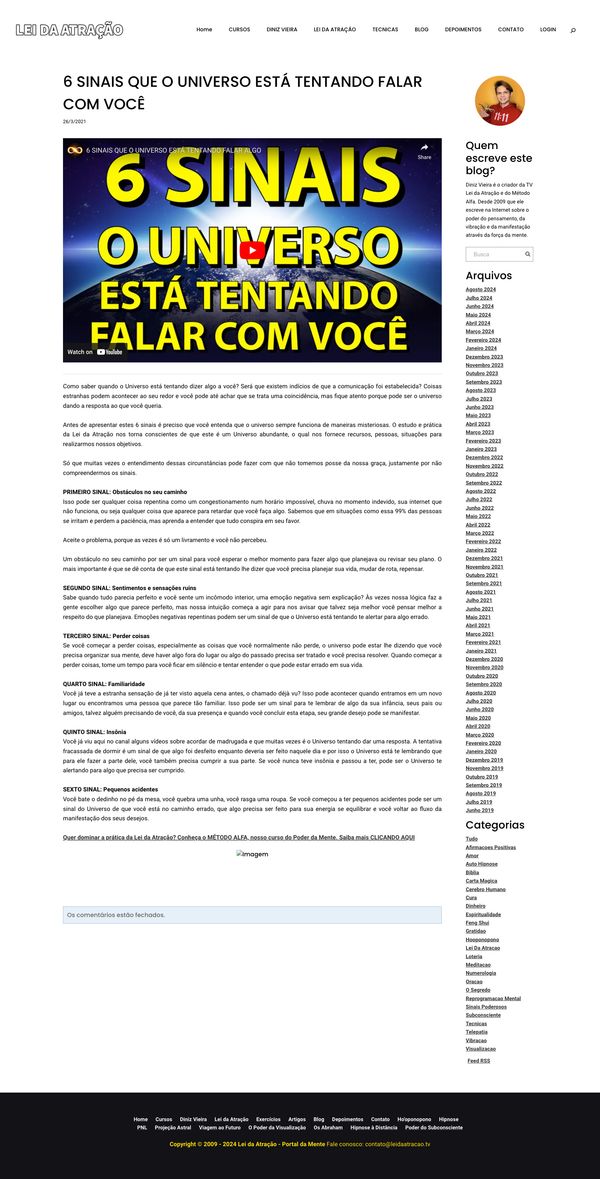 LEI DA ATRAÇÃO
Home CURSOS DINIZ VIEIRA LEI DA ATRAÇÃO TECNICAS BLOG DEPOIMENTOS CONTATO LOGIN
6 SINAIS QUE O UNIVERSO ESTÁ TENTANDO FALAR
COM VOCÊ
26/3/2021
6 SINAIS QUE O UNIVERSO ESTÁ TENTANDO FALAR ALGO
Share
6 SINAIS
O UNIVERSO
ESTÁ TENTANDO
FALAR COM VOCÊ
Watch on YouTube
Como saber quando o Universo está tentando dizer algo a você? Será que existem indícios de que a comunicação foi estabelecida? Coisas
estranhas podem acontecer ao seu redor e você pode até achar que se trata uma coincidência, mas fique atento porque pode ser o universo
dando a resposta ao que você queria.
Antes de apresentar estes 6 sinais é preciso que você entenda que o universo sempre funciona de maneiras misteriosas. O estudo e prática
da Lei da Atração nos torna conscientes de que este é um Universo abundante, o qual nos fornece recursos, pessoas, situações para
realizarmos nossos objetivos.
Só que muitas vezes o entendimento dessas circunstâncias pode fazer com que não tomemos posse da nossa graça, justamente por não
compreendermos os sinais.
PRIMEIRO SINAL: Obstáculos no seu caminho
Isso pode ser qualquer coisa repentina como um congestionamento num horário impossível, chuva no momento indevido, sua internet que
não funciona, ou seja qualquer coisa que aparece para retardar que você faça algo. Sabemos que em situações como essa 99% das pessoas
se irritam e perdem a paciência, mas aprenda a entender que tudo conspira em seu favor.
Aceite o problema, porque as vezes é só um livramento e você não percebeu.
Um obstáculo no seu caminho por ser um sinal para você esperar o melhor momento para fazer algo que planejava ou revisar seu plano. O
mais importante é que se dê conta de que este sinal está tentando lhe dizer que você precisa planejar sua vida, mudar de rota, repensar.
SEGUNDO SINAL: Sentimentos e sensações ruins
Sabe quando tudo parecia perfeito e você sente um incômodo interior, uma emoção negativa sem explicação? Às vezes nossa lógica faz a
gente escolher algo que parece perfeito, mas nossa intuição começa a agir para nos avisar que talvez seja melhor você pensar melhor a
respeito do que planejava. Emoções negativas repentinas podem ser um sinal de que o Universo está tentando te alertar para algo errado.
TERCEIRO SINAL: Perder coisas
Se você começar a perder coisas, especialmente as coisas que você normalmente não perde, o universo pode estar lhe dizendo que você
precisa organizar sua mente, deve haver algo fora do lugar ou algo do passado precisa ser tratado e você precisa resolver. Quando começar a
perder coisas, tome um tempo para você ficar em silêncio e tentar entender o que pode estar errado em sua vida.
QUARTO SINAL: Familiaridade
Você já teve a estranha sensação de já ter visto aquela cena antes, o chamado déjà vu? Isso pode acontecer quando entramos em um novo
lugar ou encontramos uma pessoa que parece tão familiar. Isso pode ser um sinal para te lembrar de algo da sua infância, seus pais ou
amigos, talvez alguém precisando de você, da sua presença e quando você concluir esta etapa, seu grande desejo pode se manifestar.
QUINTO SINAL: Insônia
Você já viu aqui no canal alguns vídeos sobre acordar de madrugada e que muitas vezes é o Universo tentando dar uma resposta. A tentativa
fracassada de dormir é um sinal de que algo foi desfeito enquanto deveria ser feito naquele dia e por isso o Universo está te lembrando que
para ele fazer a parte dele, você também precisa cumprir a sua parte. Se você nunca teve insônia e passou a ter, pode ser o Universo te
alertando para algo que precisa ser cumprido.
SEXTO SINAL: Pequenos acidentes
Você bate o dedinho no pé da mesa, você quebra uma unha, você rasga uma roupa. Se você começou a ter pequenos acidentes pode ser um
sinal do Universo de que você está no caminho errado, que algo precisa ser feito para sua energia se equilibrar e você voltar ao fluxo da
manifestação dos seus desejos.
Quer dominar a prática da Lei da Atração? Conheça o MÉTODO ALFA, nosso curso do Poder da Mente. Saiba mais CLICANDO AQUI
Imagem
Os comentários estão fechados.
11:11
Quem
escreve este
blog?
Diniz Vieira é o criador da TV
Lei da Atração e do Método
Alfa. Desde 2009 que ele
escreve na Internet sobre o
poder do pensamento, da
vibração e da manifestação
através da força da mente.
Busca
Arquivos
Agosto 2024
Julho 2024
Junho 2024
Maio 2024
Abril 2024
Março 2024
Fevereiro 2024
Janeiro 2024
Dezembro 2023
Novembro 2023
Outubro 2023
Setembro 2023
Agosto 2023
Julho 2023
Junho 2023
Maio 2023
Abril 2023
Março 2023
Fevereiro 2023
Janeiro 2023
Dezembro 2022
Novembro 2022
Outubro 2022
Setembro 2022
Agosto 2022
Julho 2022
Junho 2022
Maio 2022
Abril 2022
Março 2022
Fevereiro 2022
Janeiro 2022
Dezembro 2021
Novembro 2021
Outubro 2021
Setembro 2021
Agosto 2021
Julho 2021
Junho 2021
Maio 2021
Abril 2021
Março 2021
Fevereiro 2021
Janeiro 2021
Dezembro 2020
Novembro 2020
Outubro 2020
Setembro 2020
Agosto 2020
Julho 2020
Junho 2020
Maio 2020
Abril 2020
Março 2020
Fevereiro 2020
Janeiro 2020
Dezembro 2019
Novembro 2019
Outubro 2019
Setembro 2019
Agosto 2019
Julho 2019
Junho 2019
Categorias
Tudo
Afirmacoes Positivas
Amor
Auto Hipnose
Biblia
Carta Magica
Cerebro Humano
Cura
Dinheiro
Espiritualidade
Feng Shui
Gratidao
Hooponopono
Lei Da Atracao
Loteria
Meditacao
Numerologia
Oracao
O Segredo
Reprogramacao Mental
Sinais Poderosos
Subconsciente
Tecnicas
Telepatia
Vibracao
Visualizacao
Feed RSS
Home Cursos Diniz Vieira Lei da Atração Exercícios Artigos Blog Depoimentos Contato Ho'oponopono Hipnose
PNL Projeção Astral Viagem ao Futuro O Poder da Visualização Os Abraham Hipnose à Distância Poder do Subconsciente
Copyright © 2009 - 2024 Lei da Atração - Portal da Mente Fale conosco: contato@leidaatracao.tv